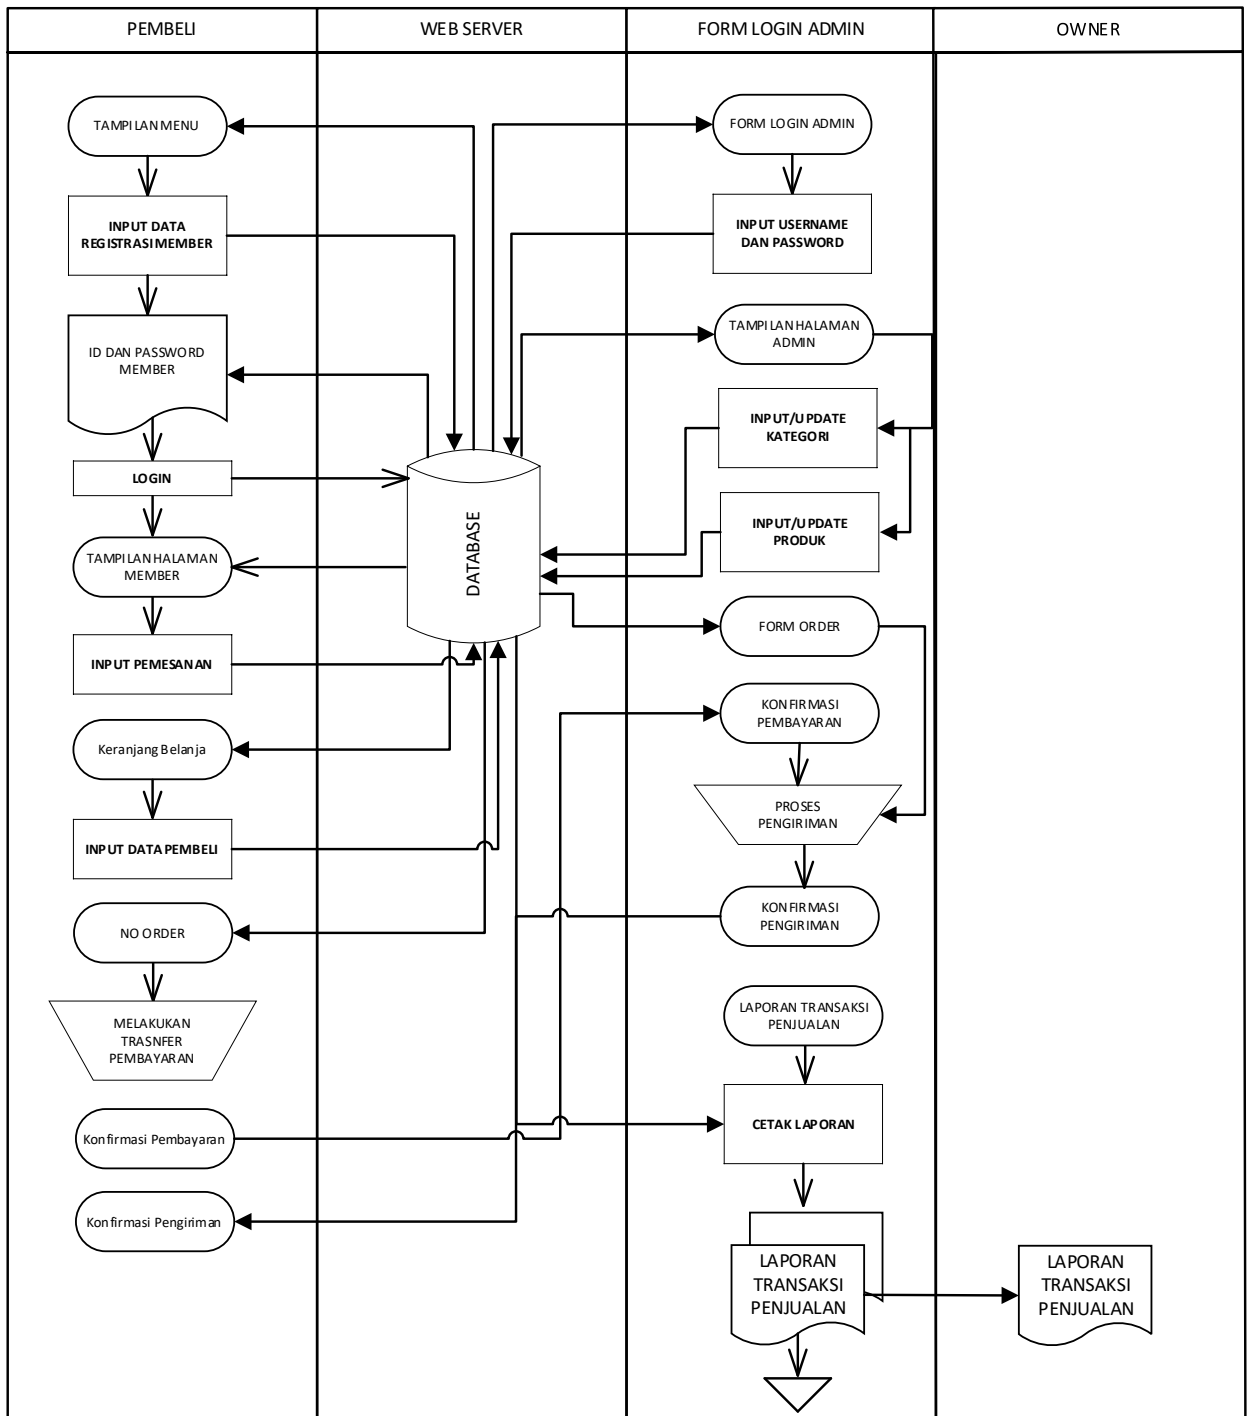 PEMBELI
WEB SERVER
FORM LOGIN ADMIN
OWNER
TAMPILAN MENU
INPUT DATA
REGISTRASI MEMBER
ID DAN PASSWORD
MEMBER
LOGIN
TAMPILAN HALAMAN
MEMBER
INPUT PEMESANAN
Keranjang Belanja
INPUT DATA PEMBELI
NO ORDER
MELAKUKAN
TRASNFER
PEMBAYARAN
Konfirmasi Pembayaran
Konfirmasi Pengiriman
DATABASE
FORM LOGIN ADMIN
INPUT USERNAME
DAN PASSWORD
TAMPILAN HALAMAN
ADMIN
INPUT/UPDATE
KATEGORI
INPUT/UPDATE
PRODUK
FORM ORDER
KONFIRMASI
PEMBAYARAN
PROSES
PENGIRIMAN
KONFIRMASI
PENGIRIMAN
LAPORAN TRANSAKSI
PENJUALAN
CETAK LAPORAN
LAPORAN
TRANSAKSI
PENJUALAN
LAPORAN
TRANSAKSI
PENJUALAN